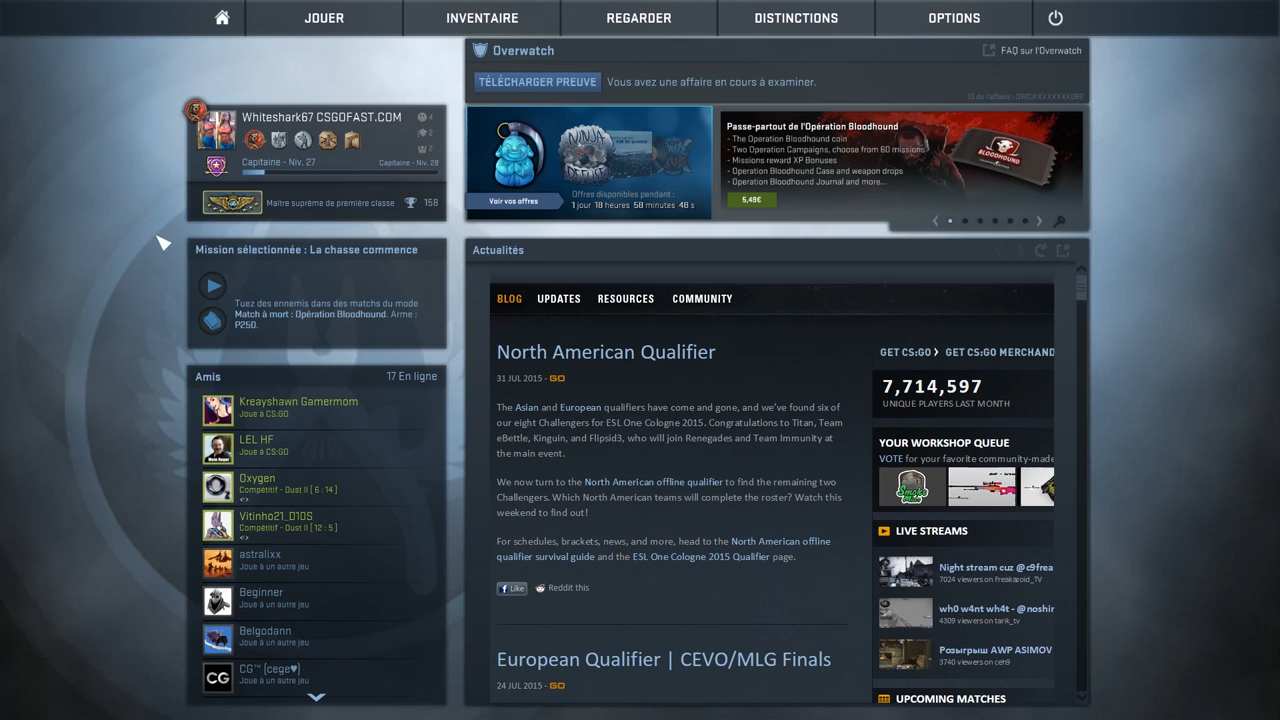 JOUER
INVENTAIRE
REGARDER
DISTINCTIONS
OPTIONS
Overwatch
FAQ sur l'Overwatch
TÉLÉCHARGER PREUVE
Vous avez une affaire en cours à examiner.
Whiteshark67 CSGOFAST.COM
4
2
2
Capitaine - Niv. 27
Capitaine - Niv. 28
Maître suprême de première classe
158
NINJA
DEFUSE
Voir vos offres
Offres disponibles pendant :
1 jour 18 heures 58 minutes 48 s
Passe-partout de l'Opération Bloodhound
- The Operation Bloodhound coin
- Two Operation Campaigns, choose from 60 missions
- Missions reward XP Bonuses
- Operation Bloodhound Case and weapon drops
- Operation Bloodhound Journal and more...
5,49€
BLOODHOUND
Mission sélectionnée : La chasse commence
Tuez des ennemis dans des matchs du mode
Match à mort : Opération Bloodhound. Arme :
P250.
Amis
17 En ligne
Kreayshawn Gamermom
Joue à CS:GO
LEL HF
Joue à CS:GO
Oxygen
Compétitif - Dust II [ 6 : 14 ]
Vitinho21_D10S
Compétitif - Dust II [ 12 : 5 ]
astralixx
Joue à un autre jeu
Beginner
Joue à un autre jeu
Belgodann
Joue à un autre jeu
CG
CG™ [cege♥]
Joue à un autre jeu
Actualités
BLOG
UPDATES
RESOURCES
COMMUNITY
North American Qualifier
31 JUL 2015 - GO
The Asian and European qualifiers have come and gone, and we've found six of
our eight Challengers for ESL One Cologne 2015. Congratulations to Titan, Team
eBettle, Kinguin, and Flipsid3, who will join Renegades and Team Immunity at
the main event.
We now turn to the North American offline qualifier to find the remaining two
Challengers. Which North American teams will complete the roster? Watch this
weekend to find out!
For schedules, brackets, news, and more, head to the North American offline
qualifier survival guide and the ESL One Cologne 2015 Qualifier page.
Like
Reddit this
European Qualifier | CEVO/MLG Finals
24 JUL 2015 - GO
GET CS:GO
GET CS:GO MERCHAND
7,714,597
UNIQUE PLAYERS LAST MONTH
YOUR WORKSHOP QUEUE
VOTE for your favorite community-made
LIVE STREAMS
Night stream cuz @c9frea
7024 viewers on Freakazoid_TV
wh0 w4nt wh4t - @noshir
4309 viewers on tarik_tv
Розыгрыш AWP ASIMOV
3740 viewers on ceh9
UPCOMING MATCHES